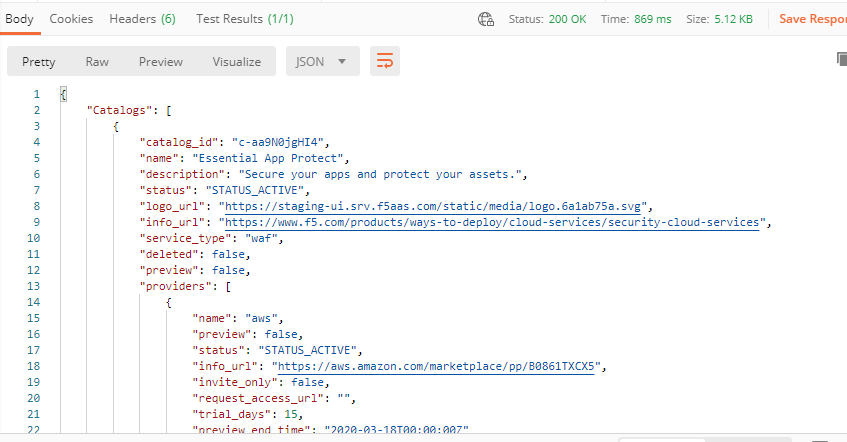 Body Cookies Headers (6) Test Results (1/1) Status: 200 OK Time: 869 ms Size: 5.12 KB Save Respon
Pretty Raw Preview Visualize JSON
1 {
2 "Catalogs": [
3 {
4 "catalog_id": "c-aa9N0jgHI4",
5 "name": "Essential App Protect",
6 "description": "Secure your apps and protect your assets.",
7 "status": "STATUS_ACTIVE",
8 "logo_url": "https://staging-ui.srv.f5aas.com/static/media/logo.6a1ab75a.svg",
9 "info_url": "https://www.f5.com/products/ways-to-deploy/cloud-services/security-cloud-services",
10 "service_type": "waf",
11 "deleted": false,
12 "preview": false,
13 "providers": [
14 {
15 "name": "aws",
16 "preview": false,
17 "status": "STATUS_ACTIVE",
18 "info_url": "https://aws.amazon.com/marketplace/pp/B0861TXCX5",
19 "invite_only": false,
20 "request_access_url": "",
21 "trial_days": 15,
22 "preview_end_time": "2020-03-18T00:00:00Z"